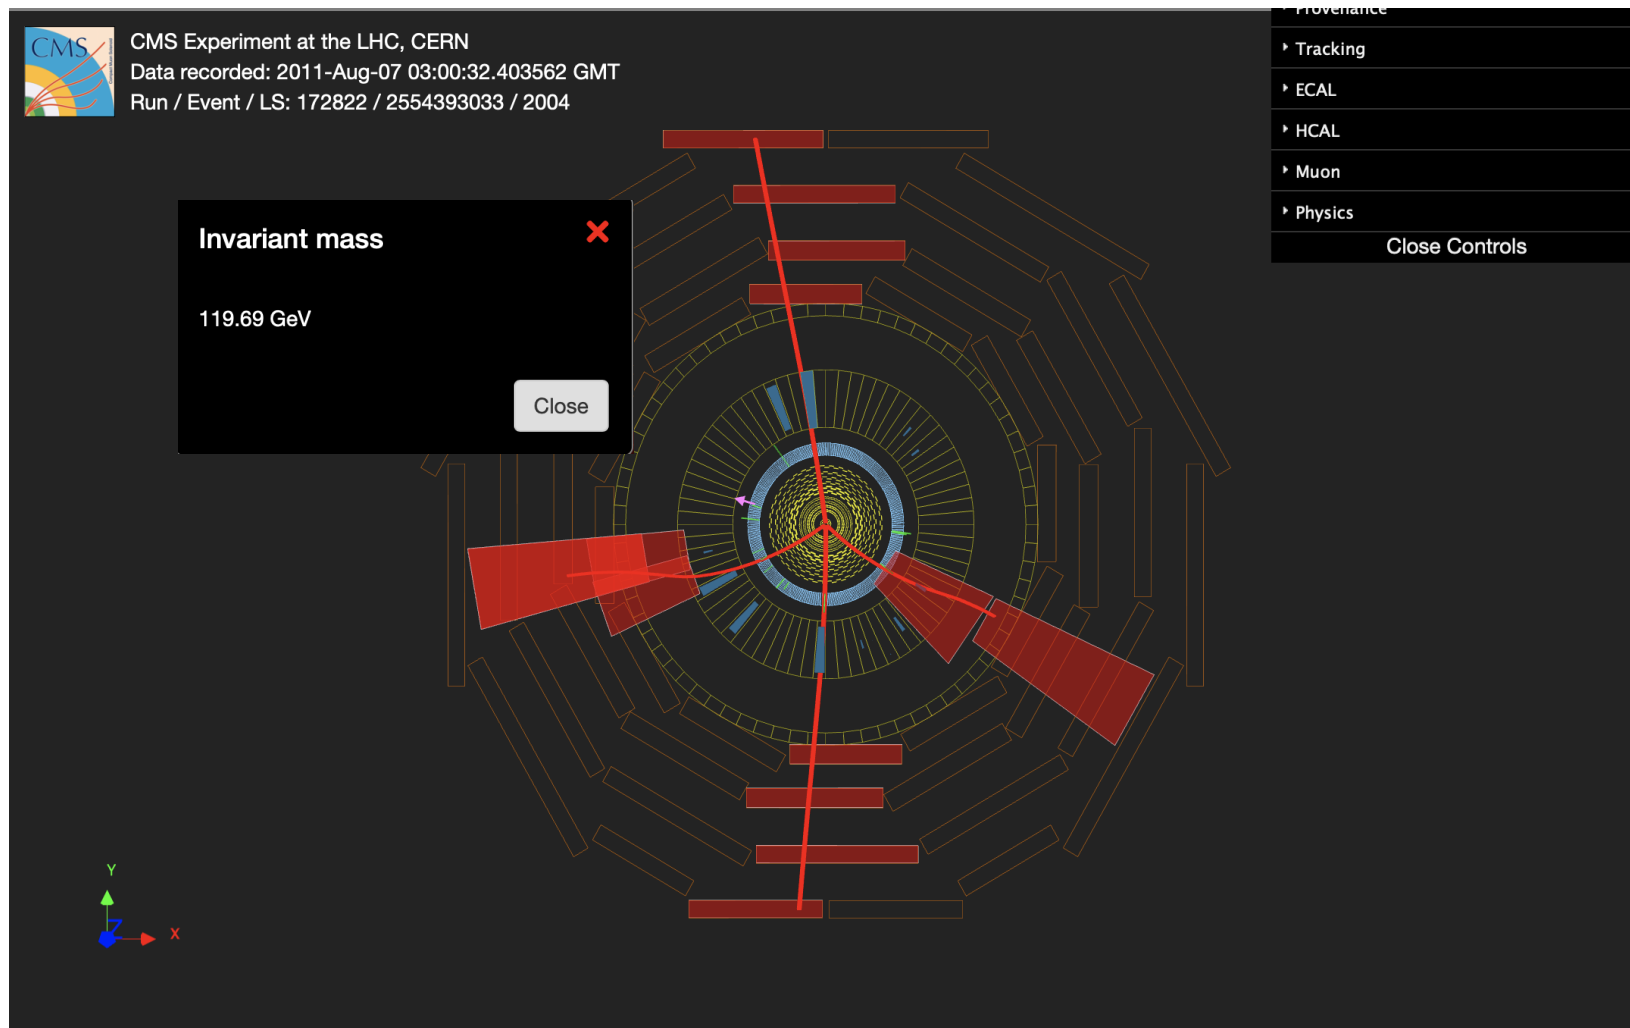 CMS
CMS Experiment at the LHC, CERN
Data recorded: 2011-Aug-07 03:00:32.403562 GMT
Run / Event / LS: 172822 / 2554393033 / 2004
Provenance
Tracking
ECAL
HCAL
Muon
Physics
Close Controls
Invariant mass
119.69 GeV
Close
Y
Z
X